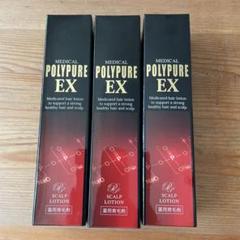 MEDICAL
POLYPURE
EX
Medicated hair lotion
to support a strong
healthy hair and scalp
SCALP
LOTION
薬用育毛剤
MEDICAL
POLYPURE
EX
Medicated hair lotion
to support a strong
healthy hair and scalp
SCALP
LOTION
薬用育毛剤
MEDICAL
POLYPURE
EX
Medicated hair lotion
to support a strong
healthy hair and scalp
SCALP
LOTION
薬用育毛剤